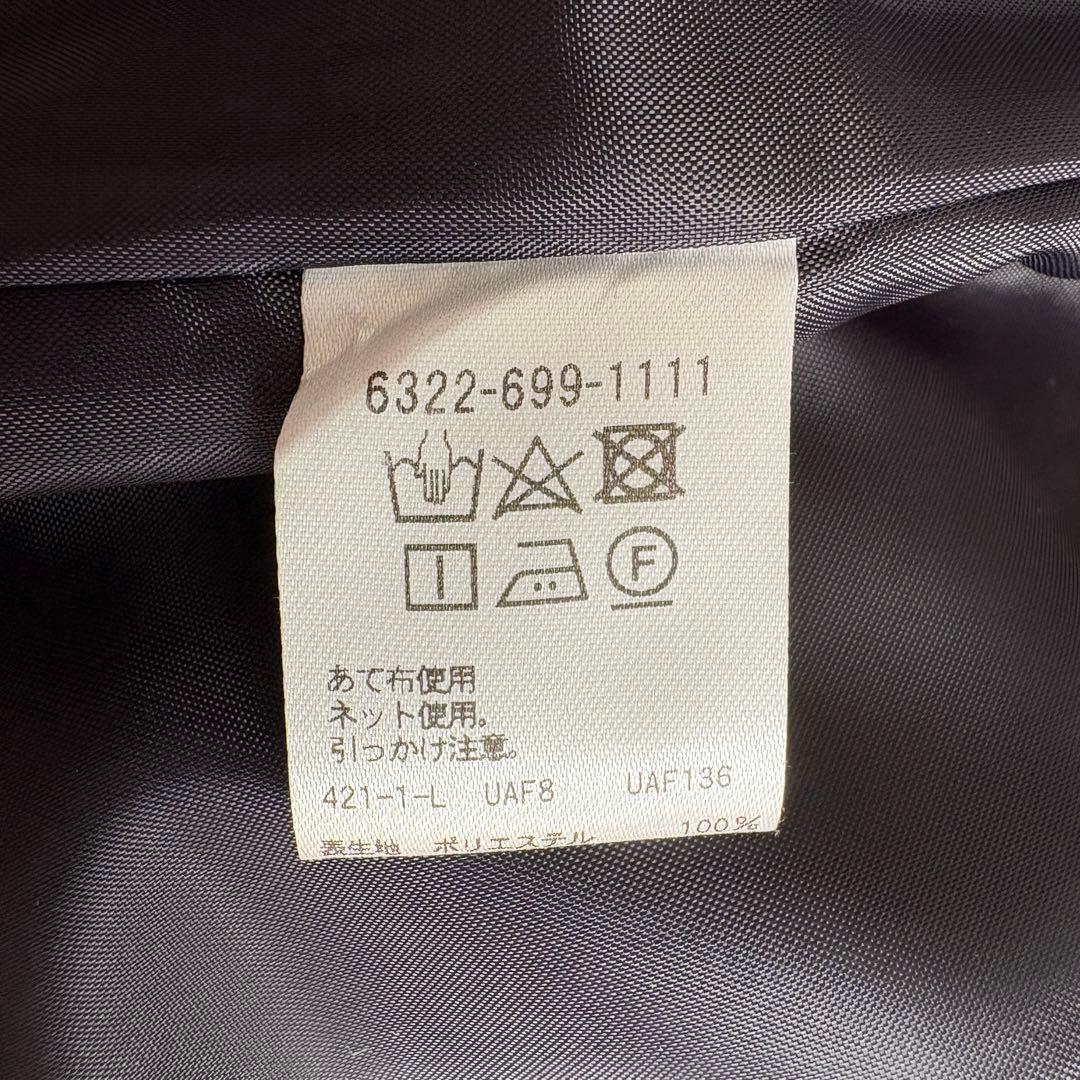 6322-699-1111
F
あて布使用
ネット使用。
引っかけ注意。
421-1-L UAF8 UAF136
表生地 ポリエステル 100%